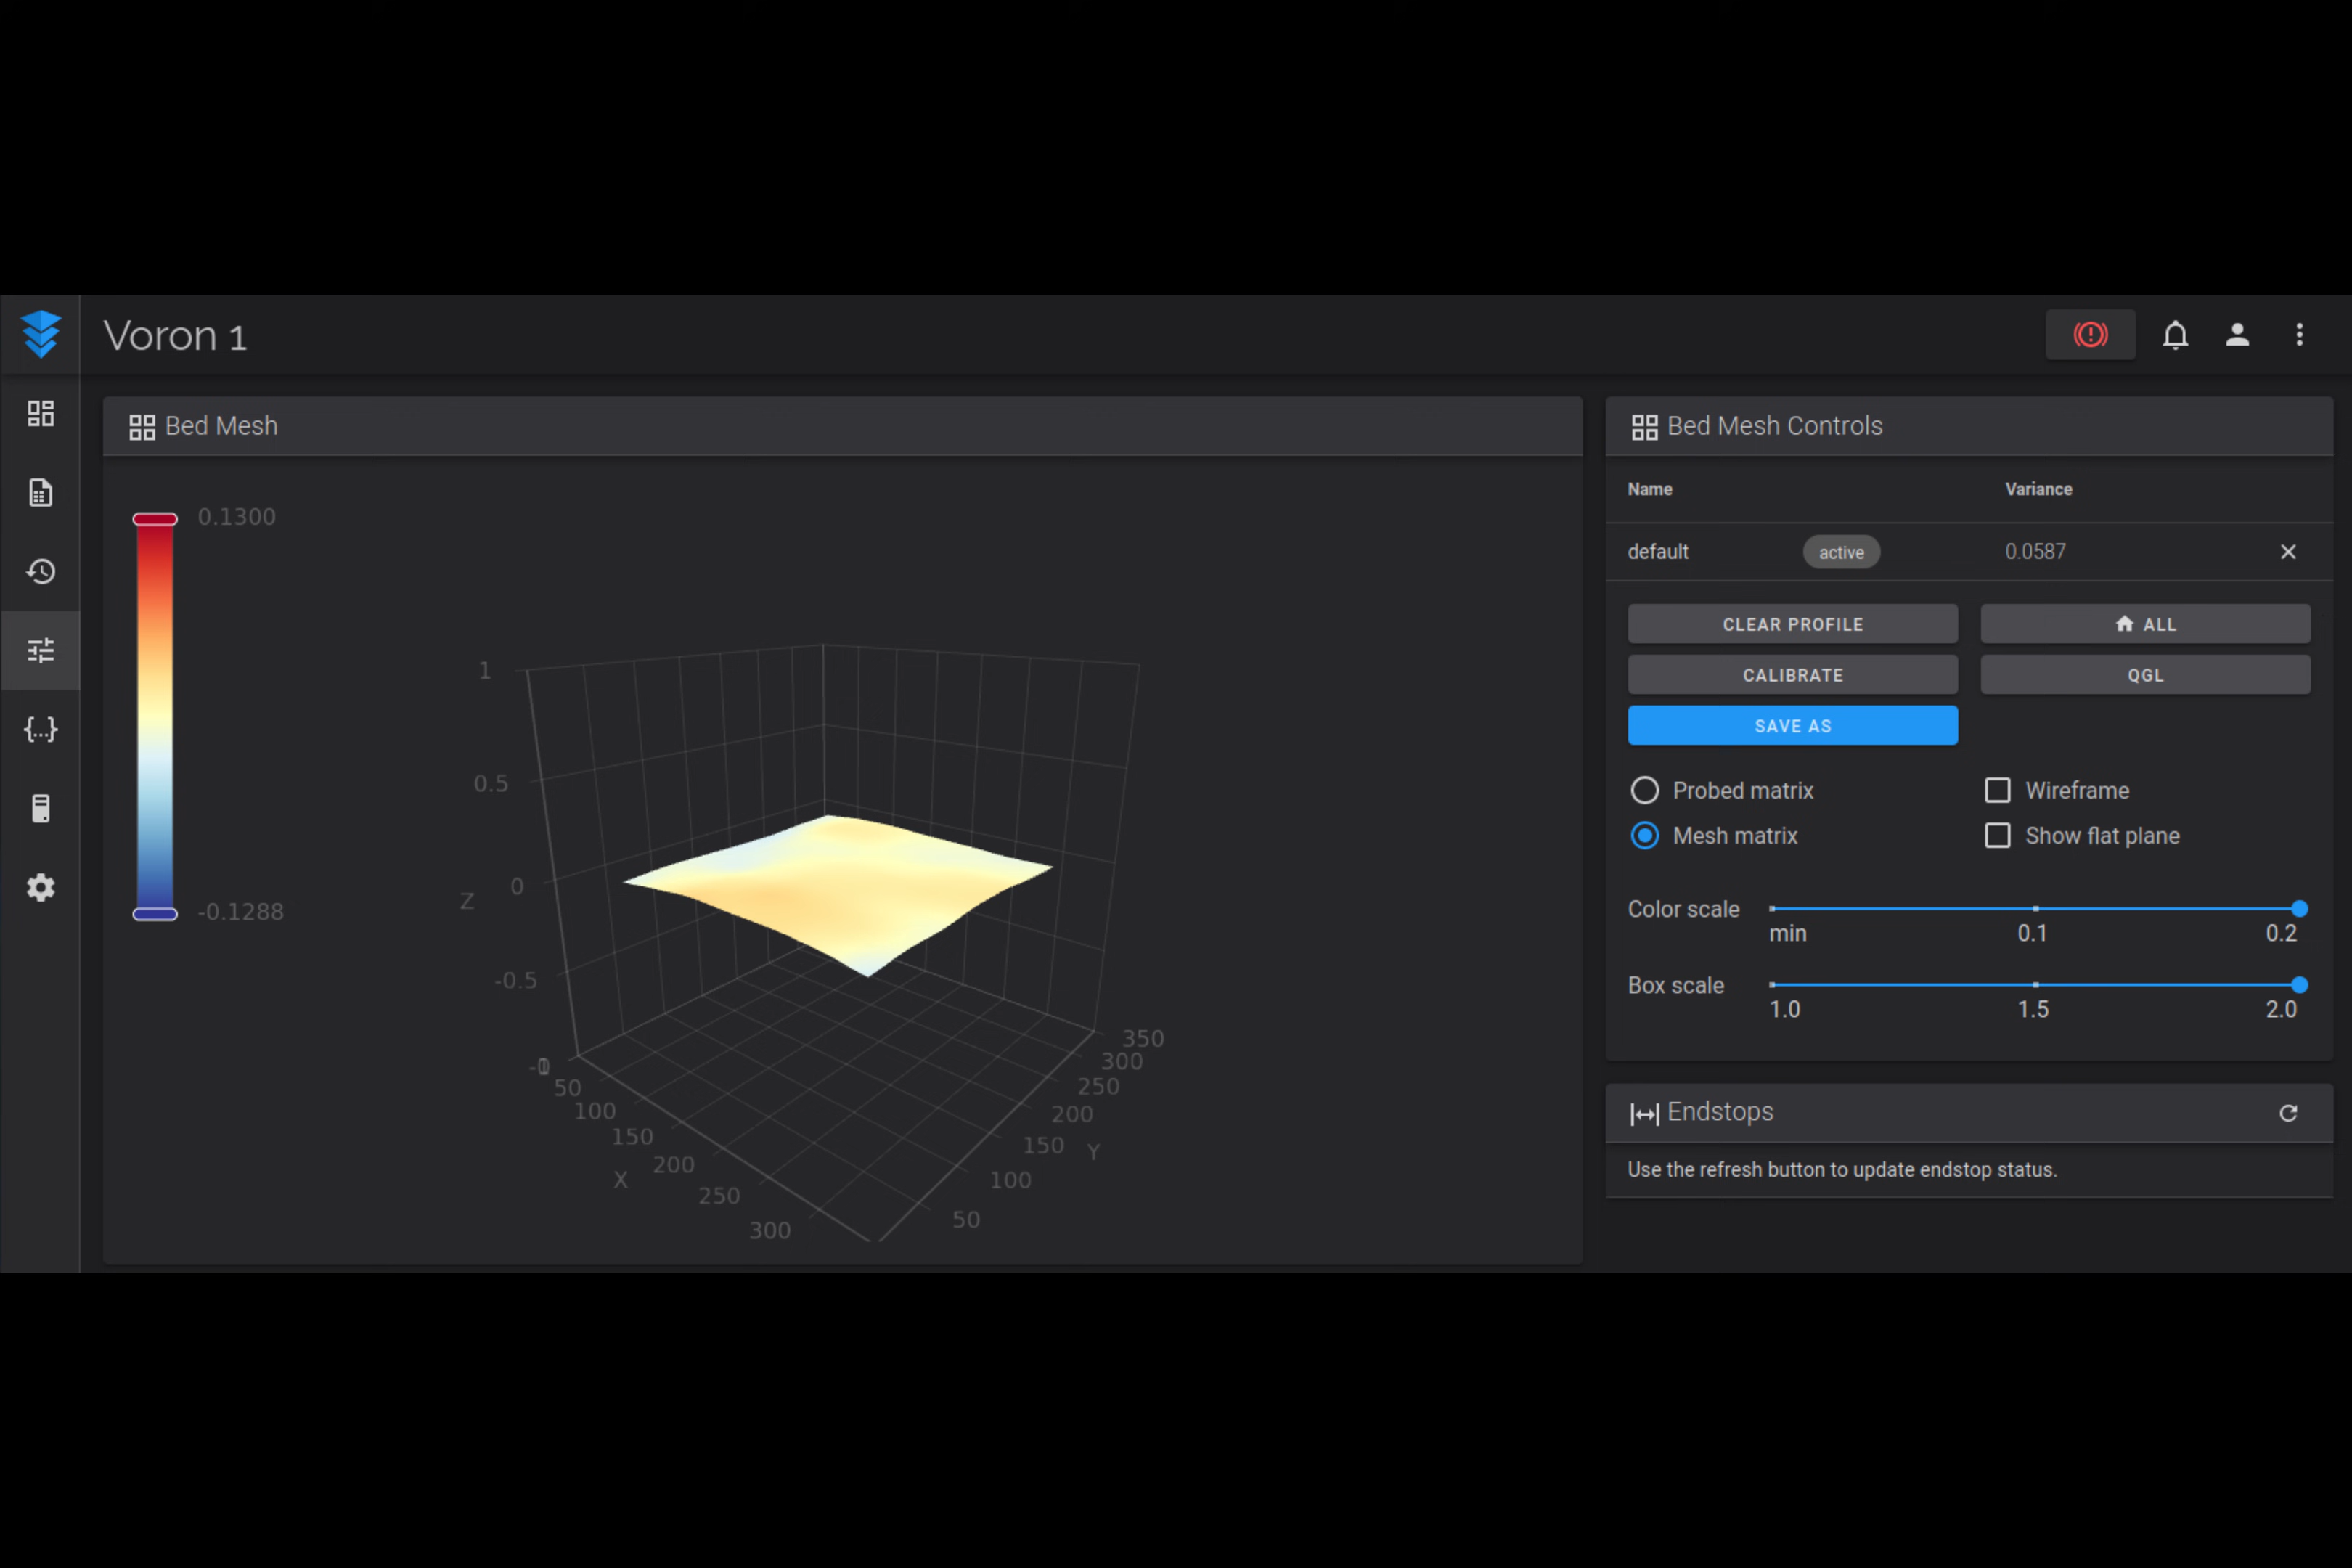 Voron 1
Bed Mesh
0.1300
-0.1288
1
0.5
0
Z
-0.5
50
100
150
200
X
250
300
350
300
250
200
150
Y
100
50
Bed Mesh Controls
Name Variance
default active 0.0587
CLEAR PROFILE ALL
CALIBRATE QGL
SAVE AS
Probed matrix Wireframe
Mesh matrix Show flat plane
Color scale
min 0.1 0.2
Box scale
1.0 1.5 2.0
Endstops
Use the refresh button to update endstop status.